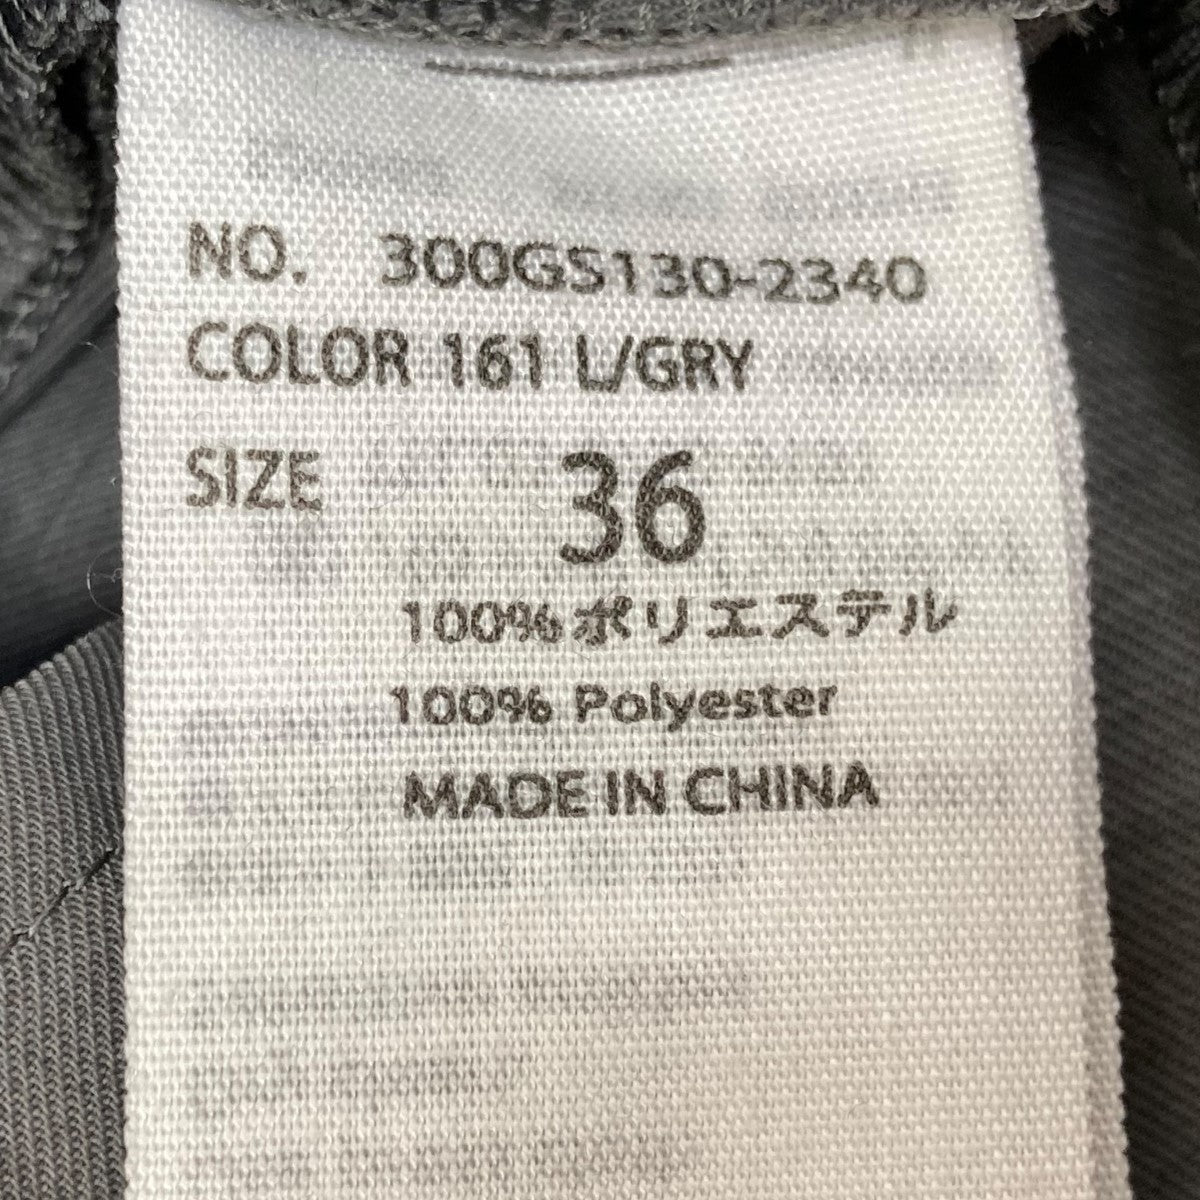 NO. 300GS130-2340
COLOR 161 L/GRY
SIZE 36
100%ポリエステル
100% Polyester
MADE IN CHINA